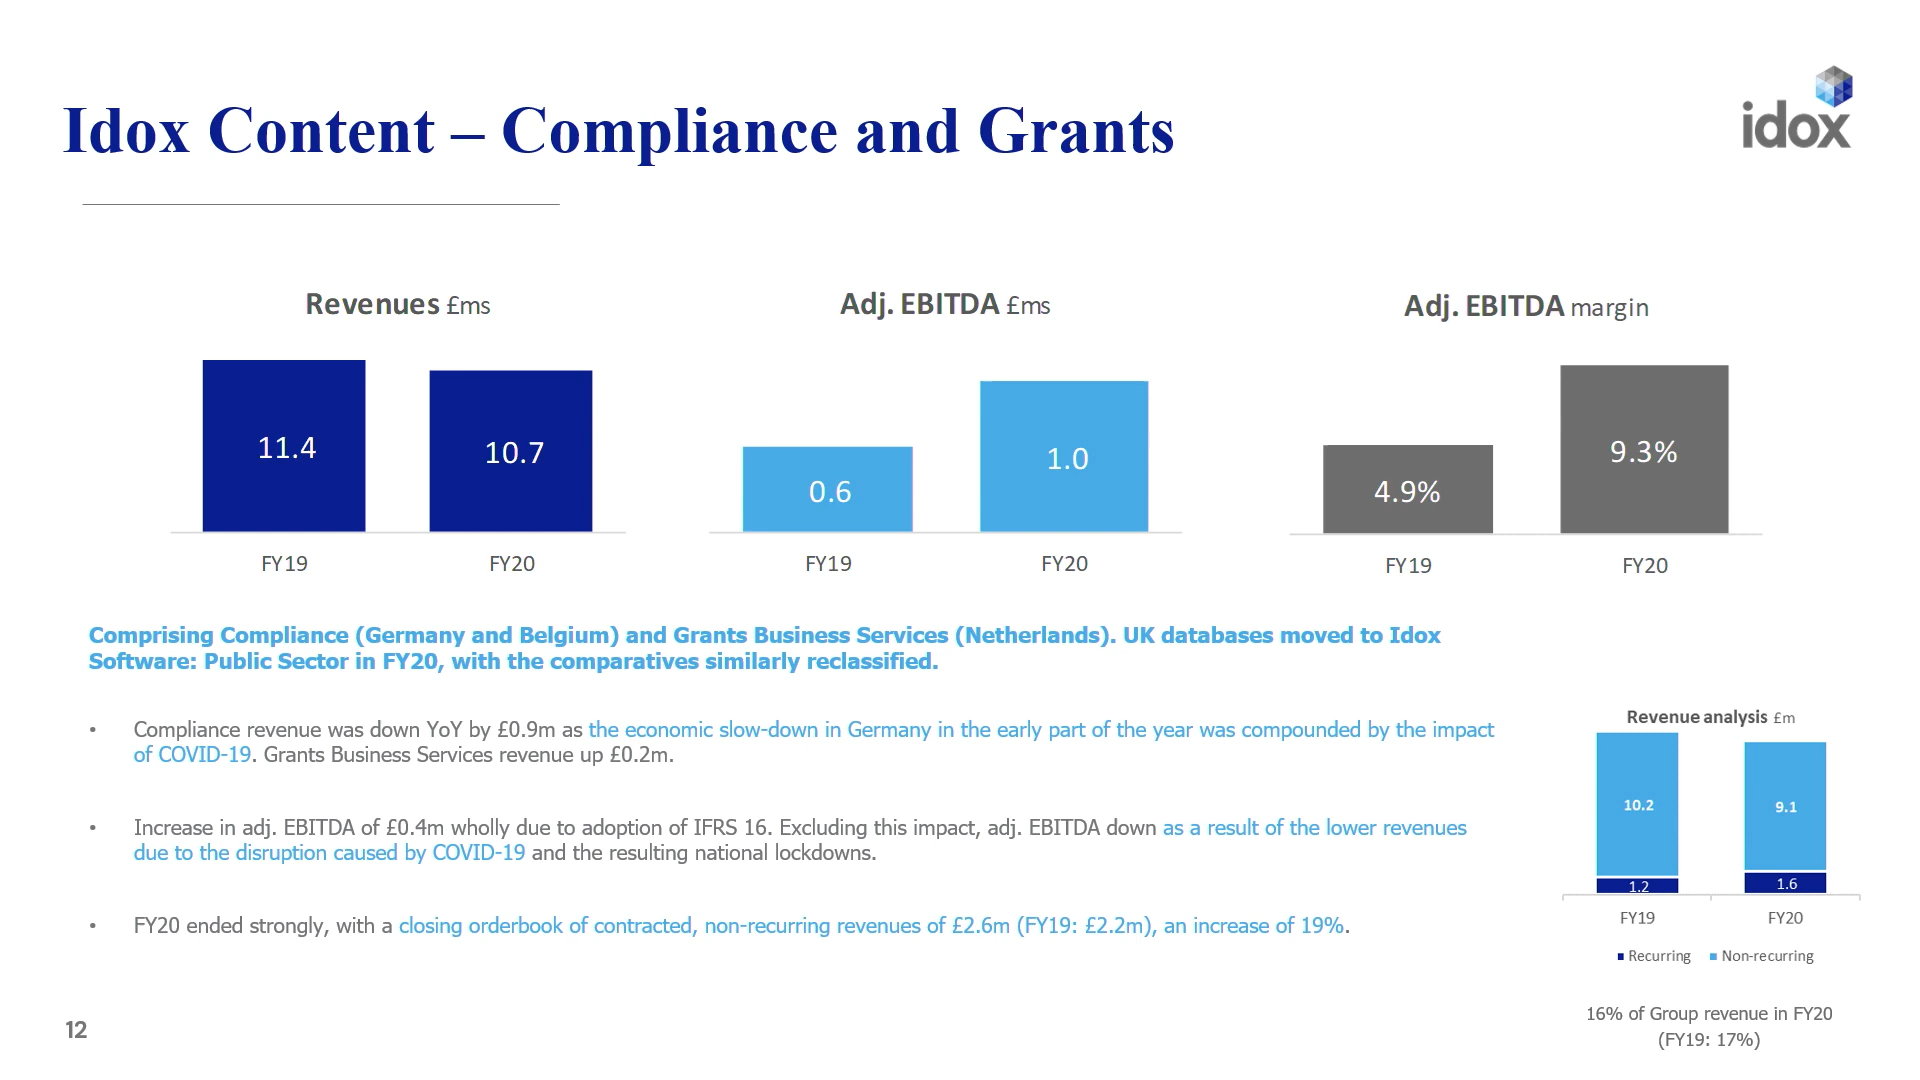 Idox Content – Compliance and Grants
idox
Revenues £ms
11.4
10.7
FY19
FY20
Adj. EBITDA £ms
0.6
1.0
FY19
FY20
Adj. EBITDA margin
4.9%
9.3%
FY19
FY20
Comprising Compliance (Germany and Belgium) and Grants Business Services (Netherlands). UK databases moved to Idox
Software: Public Sector in FY20, with the comparatives similarly reclassified.
• Compliance revenue was down YoY by £0.9m as the economic slow-down in Germany in the early part of the year was compounded by the impact
of COVID-19. Grants Business Services revenue up £0.2m.
• Increase in adj. EBITDA of £0.4m wholly due to adoption of IFRS 16. Excluding this impact, adj. EBITDA down as a result of the lower revenues
due to the disruption caused by COVID-19 and the resulting national lockdowns.
• FY20 ended strongly, with a closing orderbook of contracted, non-recurring revenues of £2.6m (FY19: £2.2m), an increase of 19%.
Revenue analysis £m
10.2
9.1
1.2
1.6
FY19
FY20
Recurring
Non-recurring
16% of Group revenue in FY20
(FY19: 17%)
12